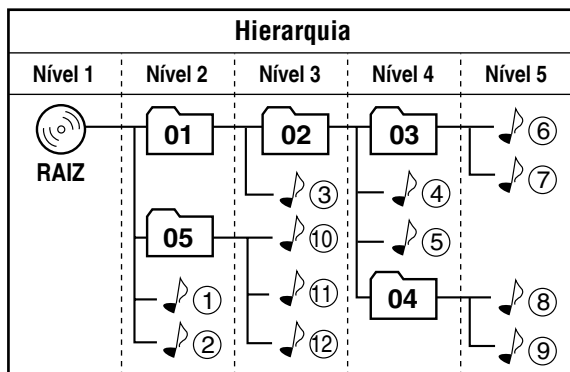 Hierarquia
Nível 1 Nível 2 Nível 3 Nível 4 Nível 5
01 02 03 ⑥
RAIZ
③ ④ ⑦
05 ⑩ ⑤
① ⑪ 04 ⑧
② ⑫ ⑨